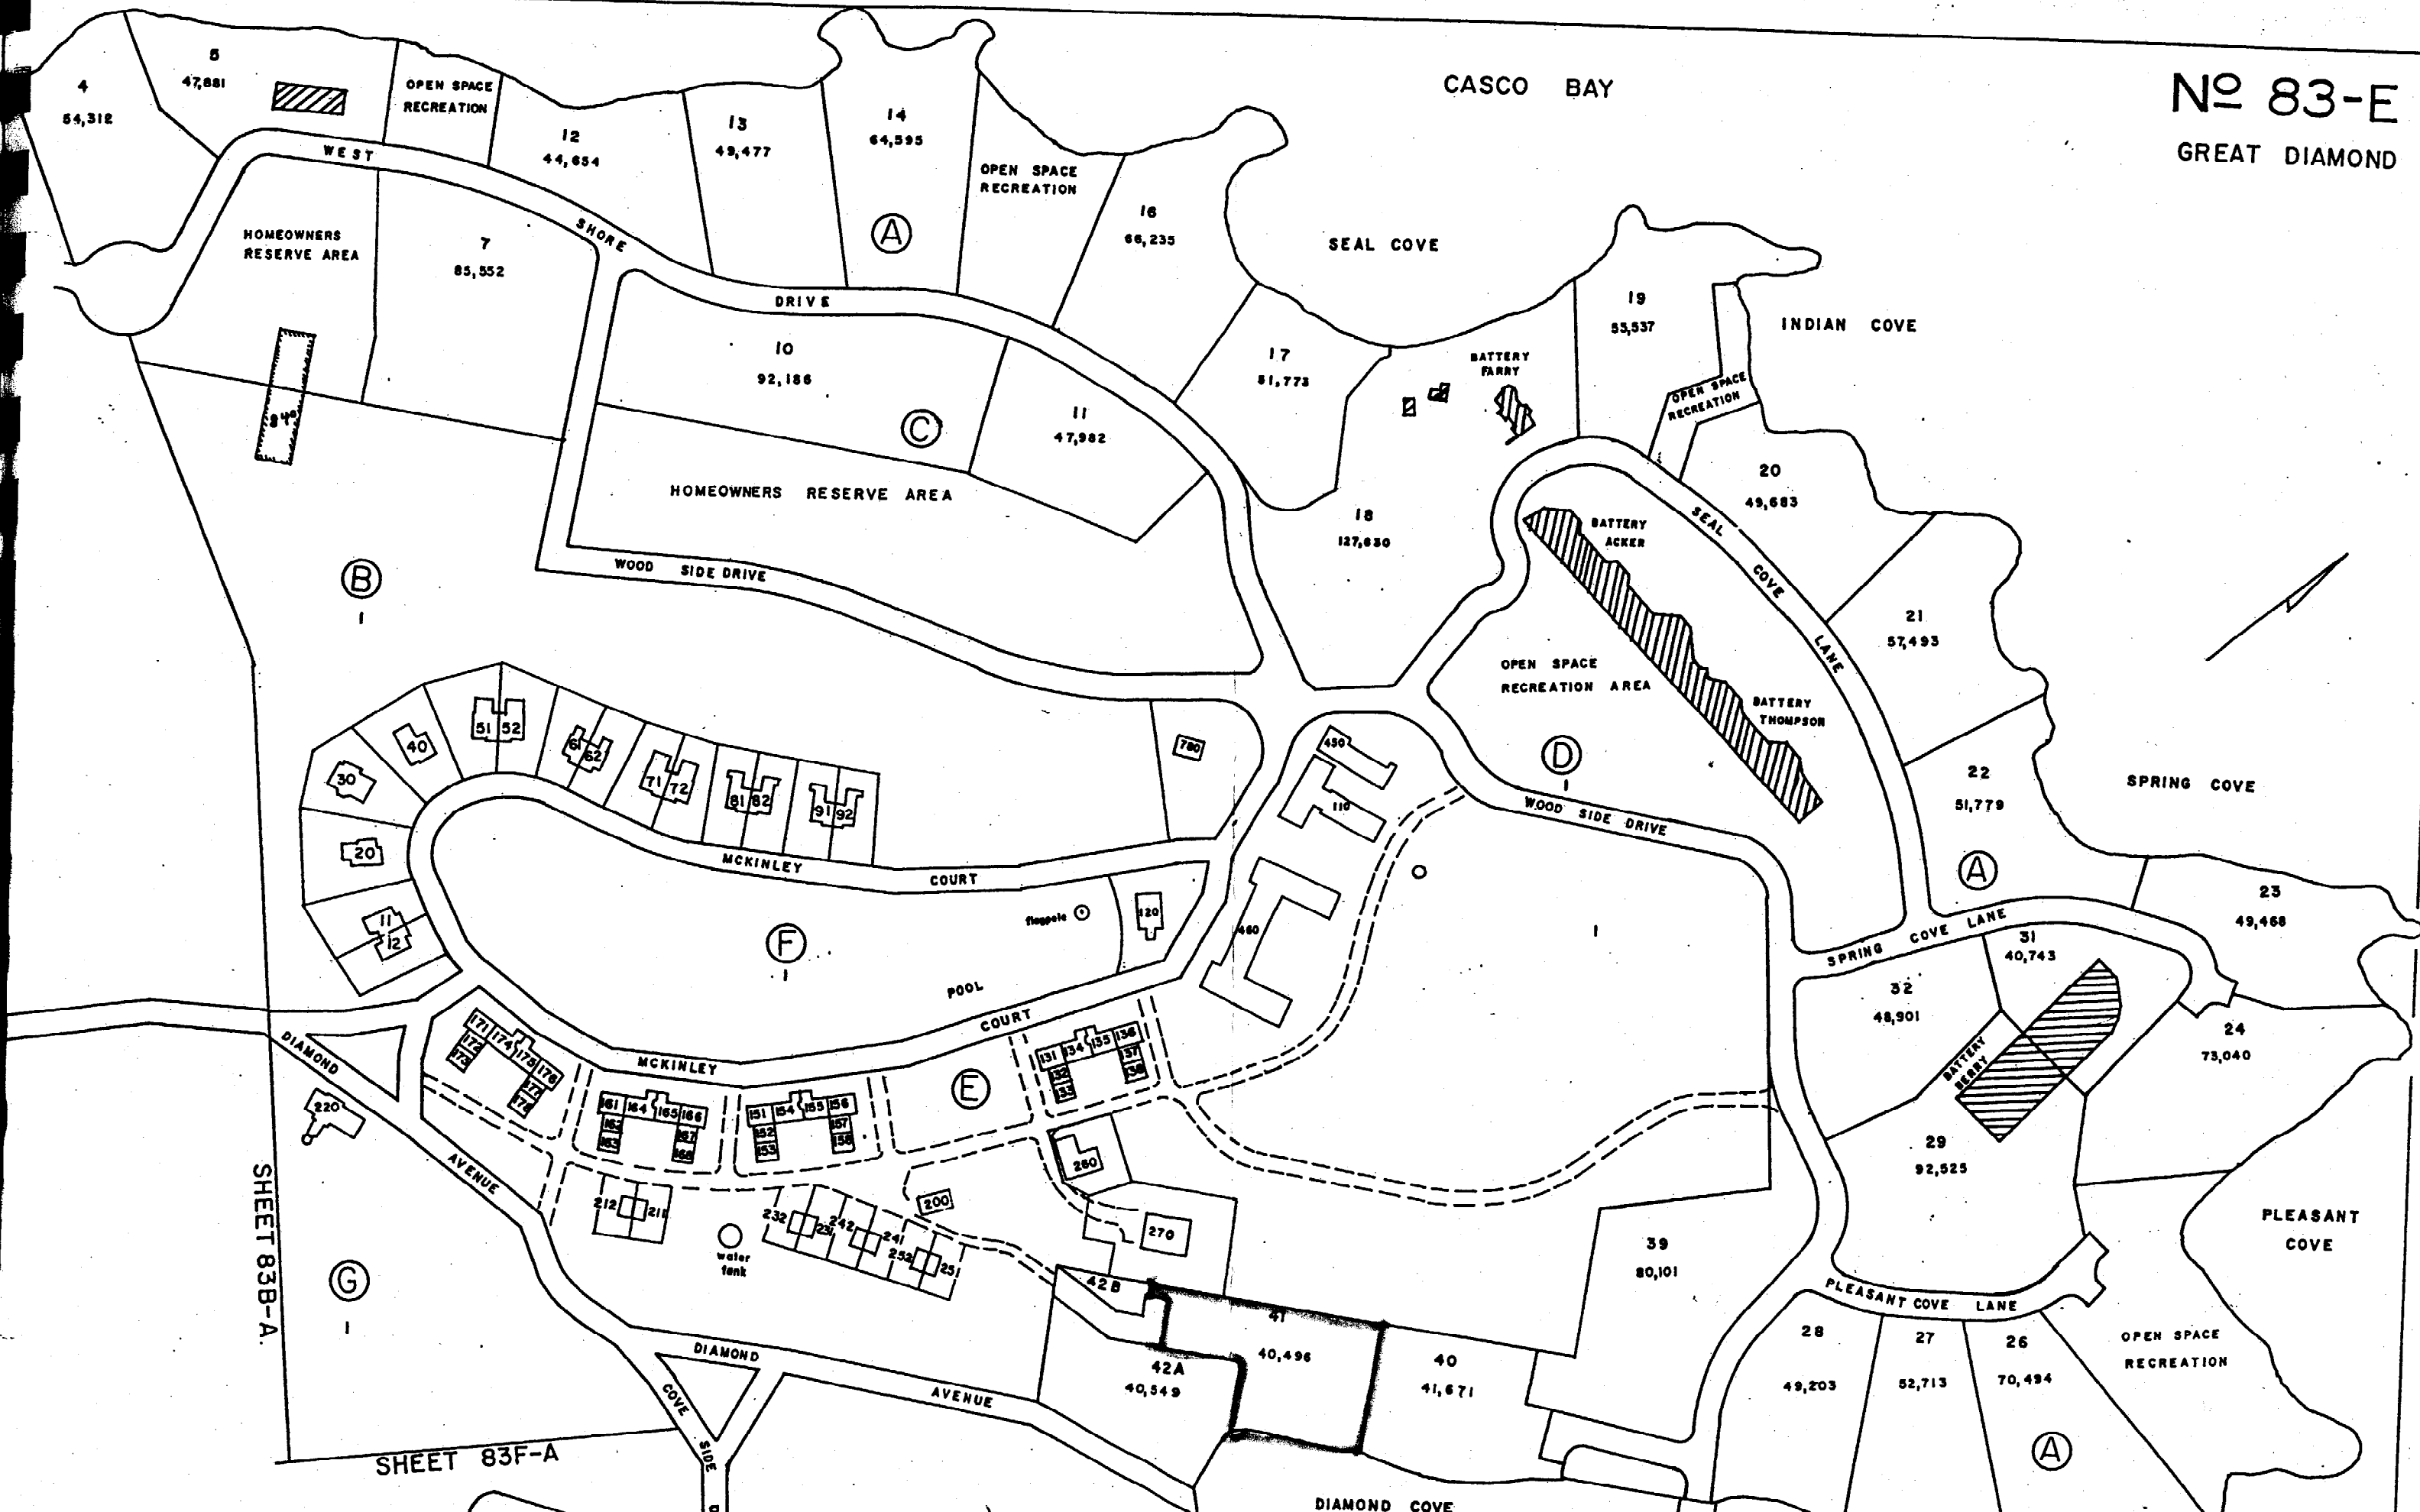 CASCO BAY
Nº 83-E
GREAT DIAMOND
4
54,312
5
47,881
OPEN SPACE
RECREATION
12
44,654
13
49,477
14
64,595
A
OPEN SPACE
RECREATION
16
66,235
SEAL COVE
WEST
SHORE
DRIVE
HOMEOWNERS
RESERVE AREA
7
85,552
10
92,186
C
11
47,982
17
51,773
BATTERY
FARRY
19
53,537
INDIAN COVE
OPEN SPACE
RECREATION
HOMEOWNERS RESERVE AREA
18
127,630
20
49,683
BATTERY
ACKER
SEAL
COVE
LANE
B
1
WOOD SIDE DRIVE
21
57,493
OPEN SPACE
RECREATION AREA
BATTERY
THOMPSON
D
1
51
52
40
30
20
11
12
61
62
71
72
81
82
91
92
780
450
110
460
WOOD SIDE DRIVE
22
51,779
SPRING COVE
A
MCKINLEY
COURT
flagpole
120
F
1
POOL
1
23
49,468
SPRING COVE LANE
31
40,743
32
48,901
24
73,040
BATTERY
BERRY
29
92,525
PLEASANT
COVE
DIAMOND
AVENUE
MCKINLEY
COURT
E
171
172
173
174
175
176
177
178
161
162
163
164
165
166
167
168
151
152
153
154
155
156
157
158
131
132
133
134
135
136
137
138
220
212
211
water
tank
232
231
242
241
252
251
200
260
270
SHEET 83B-A.
G
1
39
80,101
PLEASANT COVE LANE
42B
41
40,496
42A
40,549
40
41,671
28
49,203
27
52,713
26
70,494
OPEN SPACE
RECREATION
A
DIAMOND
AVENUE
COVE
SIDE
SHEET 83F-A
DIAMOND COVE